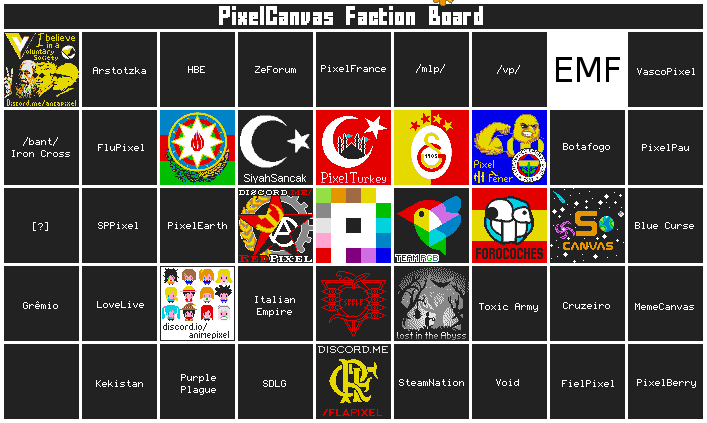 PixelCanvas Faction Board
I believe
in a
Voluntary
Society
Discord.me/ancapixel
Arstotzka
HBE
ZeForum
PixelFrance
/mlp/
/vp/
EMF
VascoPixel
/bant/
Iron Cross
FluPixel
SiyahSancak
PixelTurkey
1905
Pixel
Fener
Botafogo
PixelPau
[?]
SPPixel
PixelEarth
DISCORD.ME/
REDPIXEL
TEAM RGB
FOROCOCHES
SO
CANVAS
Blue Curse
Grêmio
LoveLive
discord.io/
animepixel
Italian
Empire
lost in the Abyss
Toxic Army
Cruzeiro
MemeCanvas
Kekistan
Purple
Plague
SDLG
DISCORD.ME
/FLAPIXEL
SteamNation
Void
FielPixel
PixelBerry